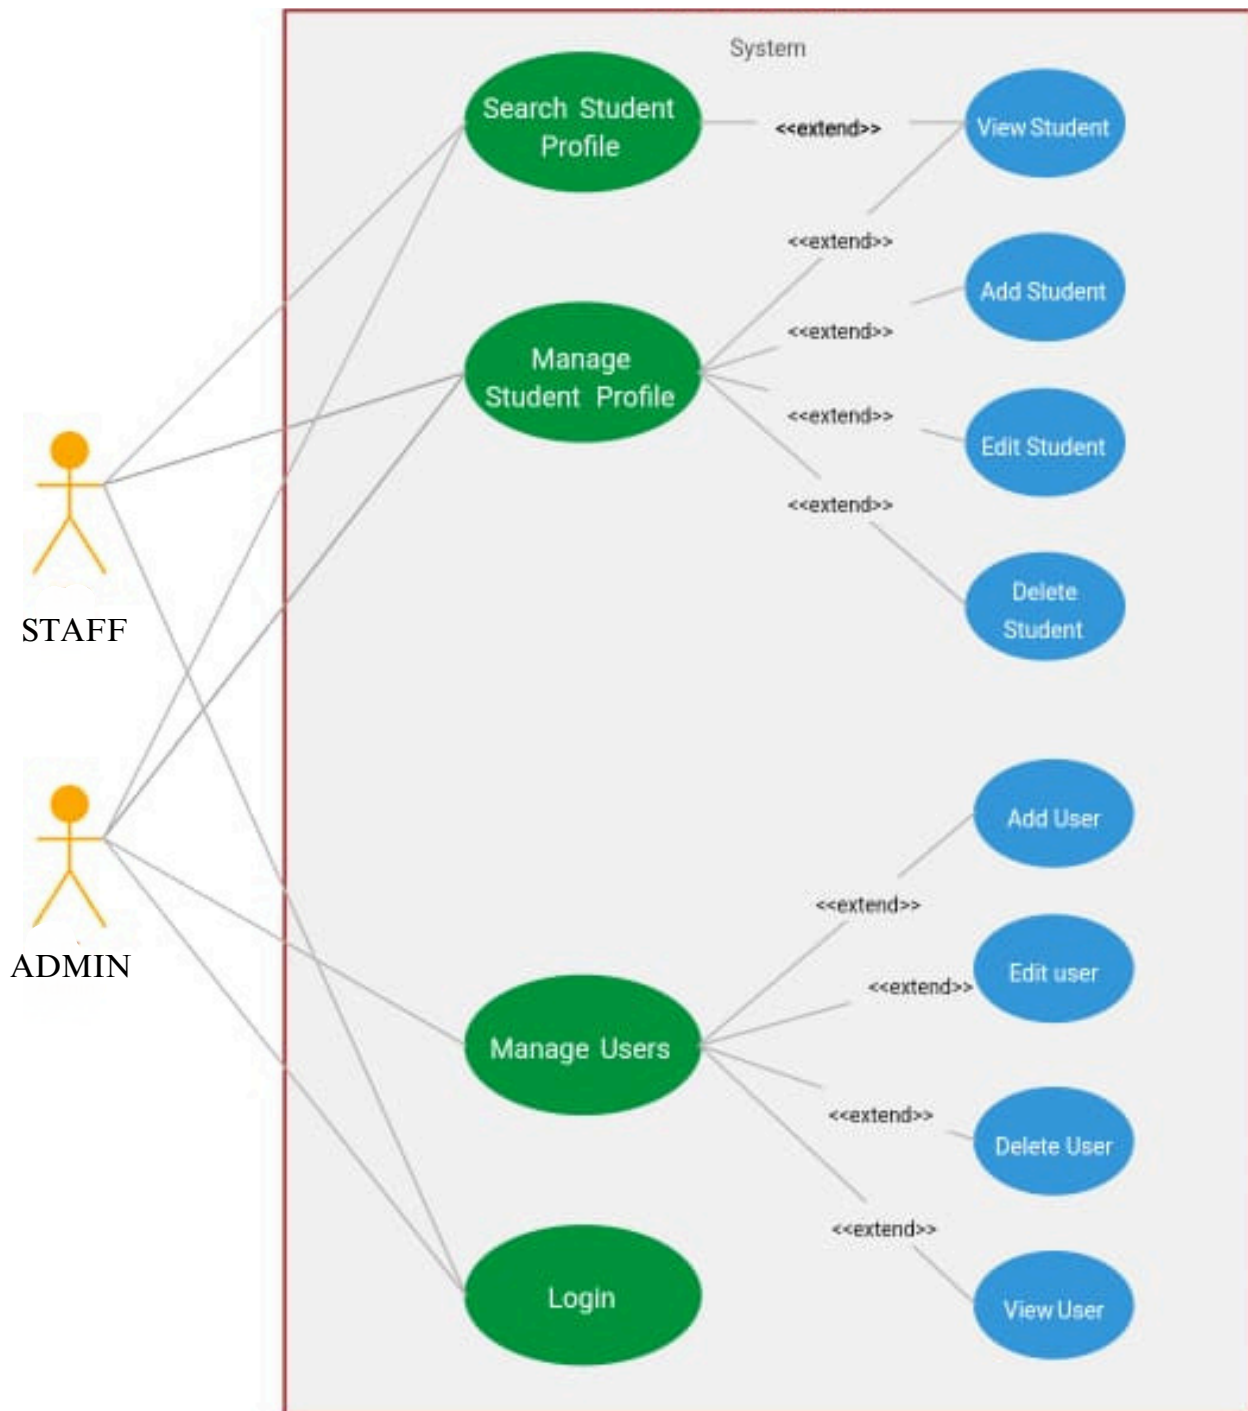 System
Search Student
Profile
<<extend>>
View Student
<<extend>>
Add Student
<<extend>>
Manage
Student Profile
<<extend>>
Edit Student
<<extend>>
Delete
Student
STAFF
Add User
<<extend>>
ADMIN
Edit user
<<extend>>
Manage Users
<<extend>>
Delete User
<<extend>>
Login
View User